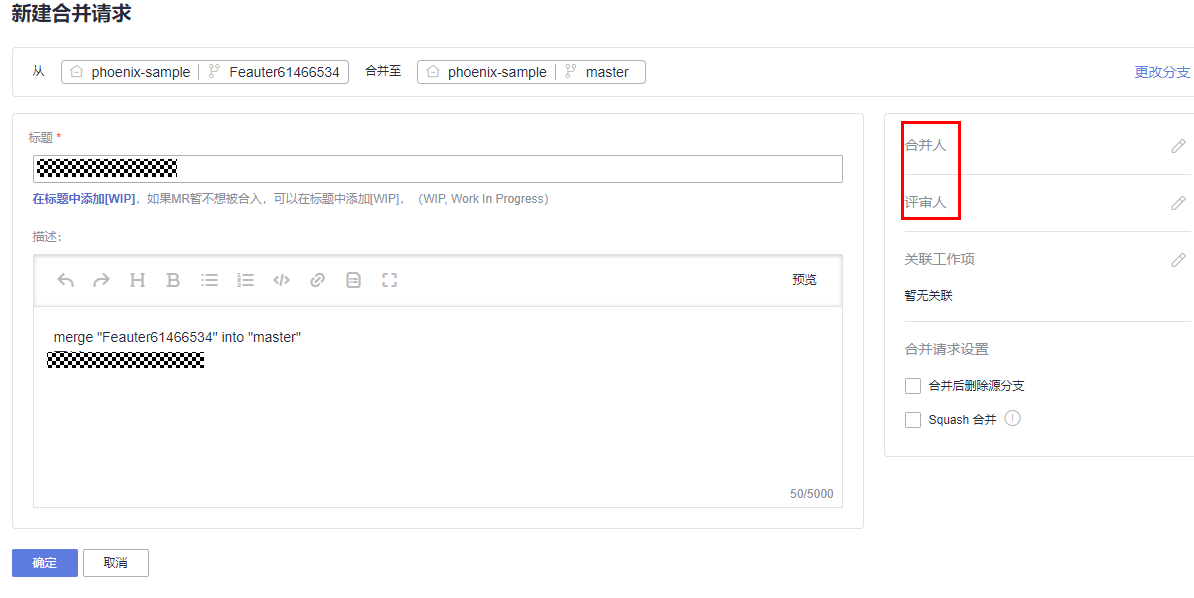 新建合并请求
从 phoenix-sample Feauter61466534 合并至 phoenix-sample master 更改分支
标题 *
在标题中添加[WIP]，如果MR暂不想被合入，可以在标题中添加[WIP]，（WIP, Work In Progress）
描述：
H B 预览
merge "Feauter61466534" into "master"
50/5000
合并人
评审人
关联工作项
暂无关联
合并请求设置
合并后删除源分支
Squash 合并
确定 取消